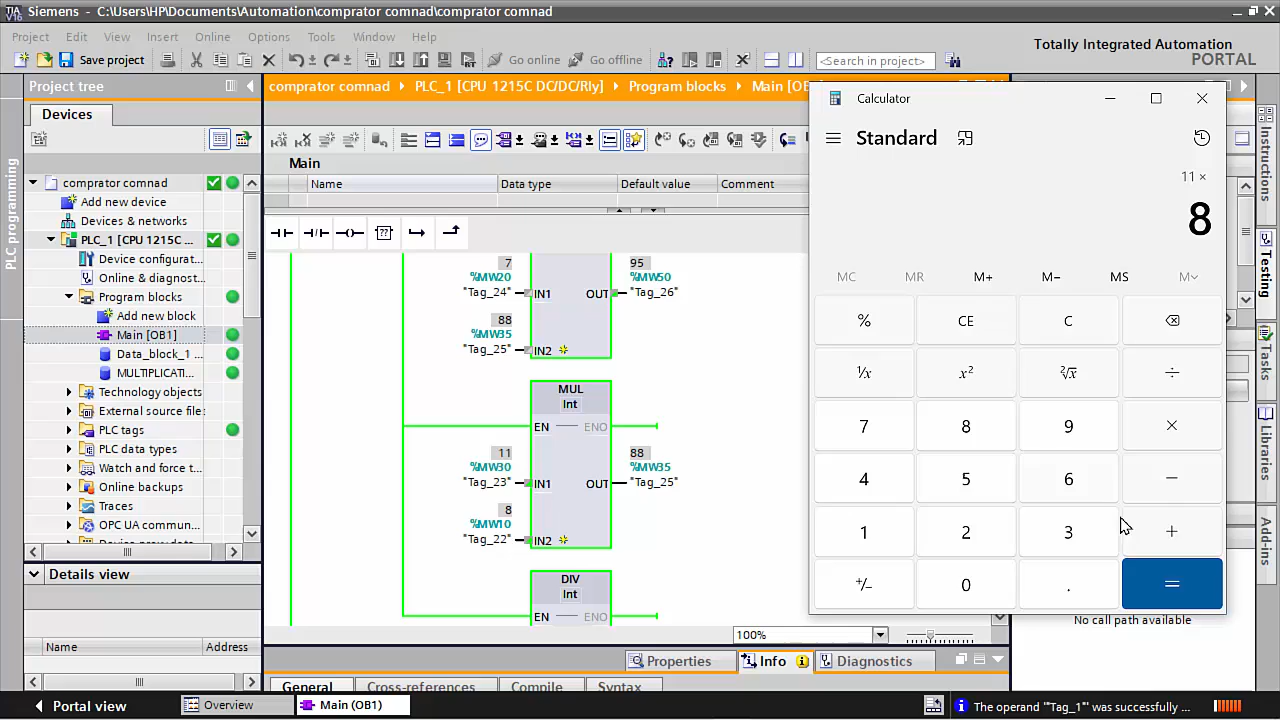 TIA
V16
Siemens - C:\Users\HP\Documents\Automation\comprator comnad\comprator comnad
Project Edit View Insert Online Options Tools Window Help
Save project
Go online
Go offline
<Search in project>
Totally Integrated Automation
PORTAL
Project tree
Devices
PLC programming
comprator comnad
Add new device
Devices & networks
PLC_1 [CPU 1215C ...
Device configurat...
Online & diagnost...
Program blocks
Add new block
Main [OB1]
Data_block_1 ...
MULTIPLICATI...
Technology objects
External source files
PLC tags
PLC data types
Watch and force t...
Online backups
Traces
OPC UA commun...
Details view
Name Address
comprator comnad PLC_1 [CPU 1215C DC/DC/Rly] Program blocks Main [OB
Main
Name Data type Default value Comment
7
%MW20
"Tag_24" IN1
95
%MW50
OUT "Tag_26"
88
%MW35
"Tag_25" IN2
MUL
Int
EN ENO
11
%MW30
"Tag_23" IN1
88
%MW35
OUT "Tag_25"
8
%MW10
"Tag_22" IN2
DIV
Int
EN ENO
100%
Properties Info Diagnostics
General Cross-references Compile Syntax
Calculator
Standard
11 ×
8
MC MR M+ M− MS M˅
% CE C
¹/x x² ²√x ÷
7 8 9 ×
4 5 6 −
1 2 3 +
+/− 0 . =
No call path available
Instructions
Testing
Tasks
Libraries
Add-ins
Portal view
Overview
Main (OB1)
The operand '"Tag_1"' was successfully ...